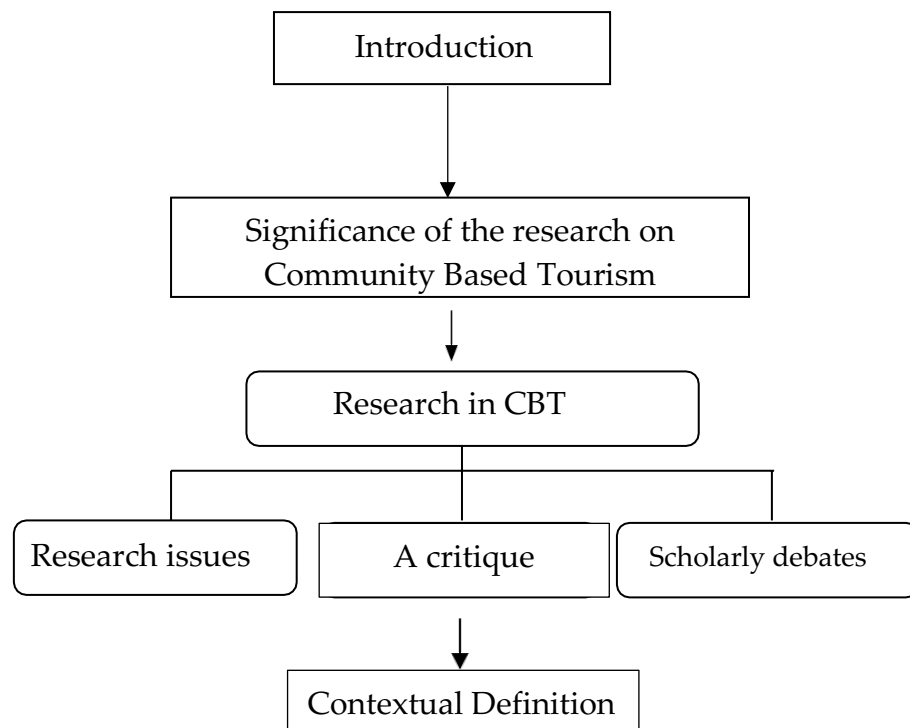 Introduction
Significance of the research on
Community Based Tourism
Research in CBT
Research issues
A critique
Scholarly debates
Contextual Definition